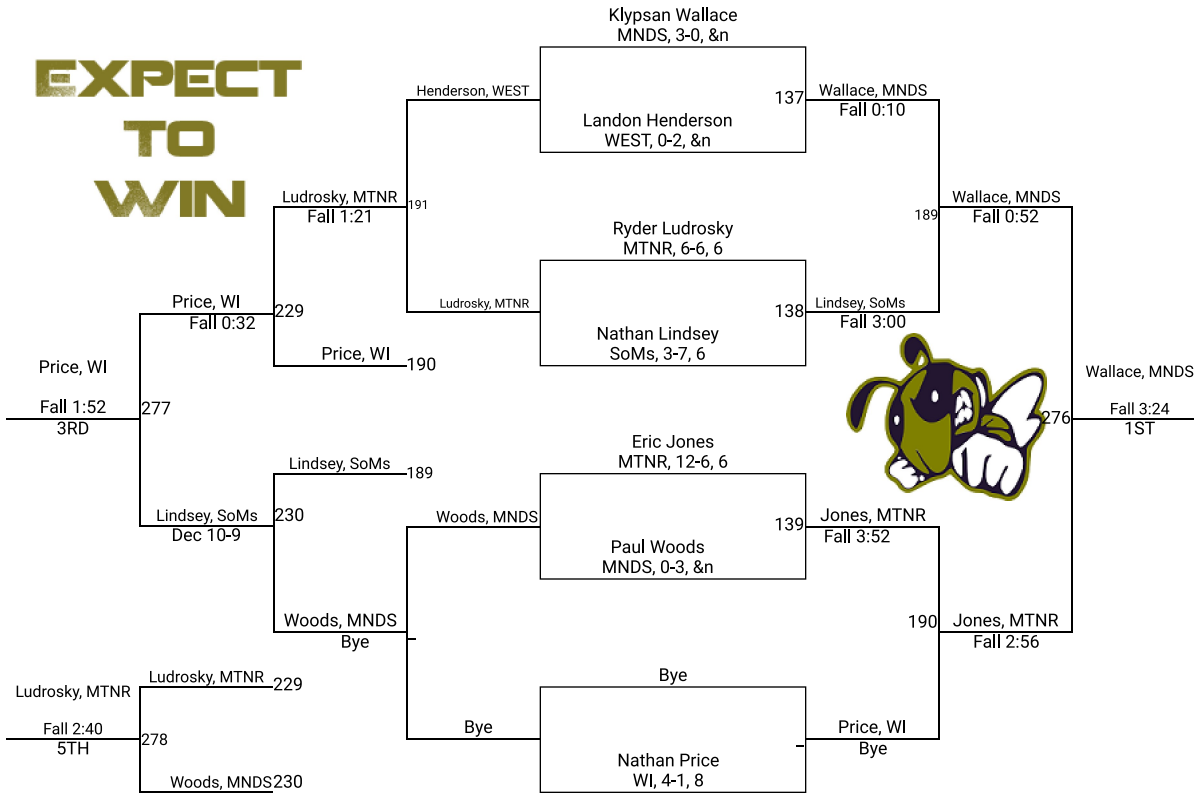 EXPECT
TO
WIN
Klypsan Wallace
MNDS, 3-0, &n
Henderson, WEST
137
Wallace, MNDS
Fall 0:10
Landon Henderson
WEST, 0-2, &n
Ludrosky, MTNR
Fall 1:21
191
Wallace, MNDS
Fall 0:52
189
Ryder Ludrosky
MTNR, 6-6, 6
Price, WI
Fall 0:32
229
Ludrosky, MTNR
138
Lindsey, SoMs
Fall 3:00
Nathan Lindsey
SoMs, 3-7, 6
Price, WI
190
Price, WI
Fall 1:52
3RD
277
Wallace, MNDS
276
Fall 3:24
1ST
Eric Jones
MTNR, 12-6, 6
Lindsey, SoMs
189
Lindsey, SoMs
Dec 10-9
230
Woods, MNDS
139
Jones, MTNR
Fall 3:52
Paul Woods
MNDS, 0-3, &n
Woods, MNDS
Bye
190
Jones, MTNR
Fall 2:56
Bye
Ludrosky, MTNR
229
Ludrosky, MTNR
Fall 2:40
5TH
278
Bye
Price, WI
Bye
Nathan Price
WI, 4-1, 8
Woods, MNDS
230